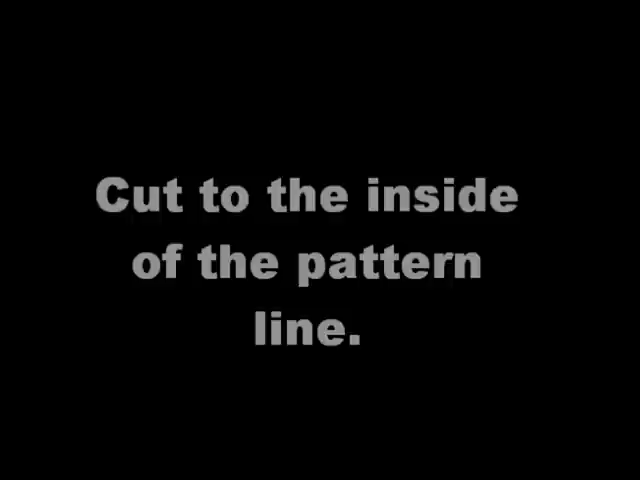 Cut to the inside
of the pattern
line.